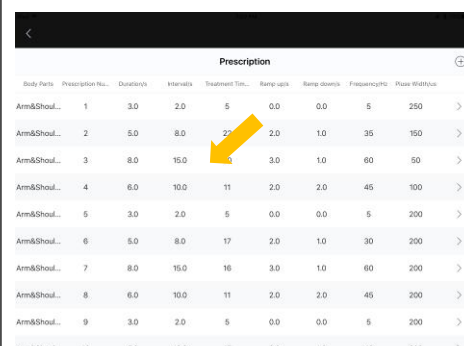 Prescription
Body Parts Prescription Nu... Duration/s Interval/s Treatment Tim... Ramp up/s Ramp down/s Frequency/Hz Pluse Width/us
Arm&Shoul... 1 3.0 2.0 5 0.0 0.0 5 250
Arm&Shoul... 2 5.0 8.0 2.0 1.0 35 150
Arm&Shoul... 3 8.0 15.0 3.0 1.0 60 50
Arm&Shoul... 4 6.0 10.0 11 2.0 2.0 45 100
Arm&Shoul... 5 3.0 2.0 5 0.0 0.0 5 200
Arm&Shoul... 6 5.0 8.0 17 2.0 1.0 30 200
Arm&Shoul... 7 8.0 15.0 16 3.0 1.0 60 200
Arm&Shoul... 8 6.0 10.0 11 2.0 2.0 45 200
Arm&Shoul... 9 3.0 2.0 5 0.0 0.0 5 200